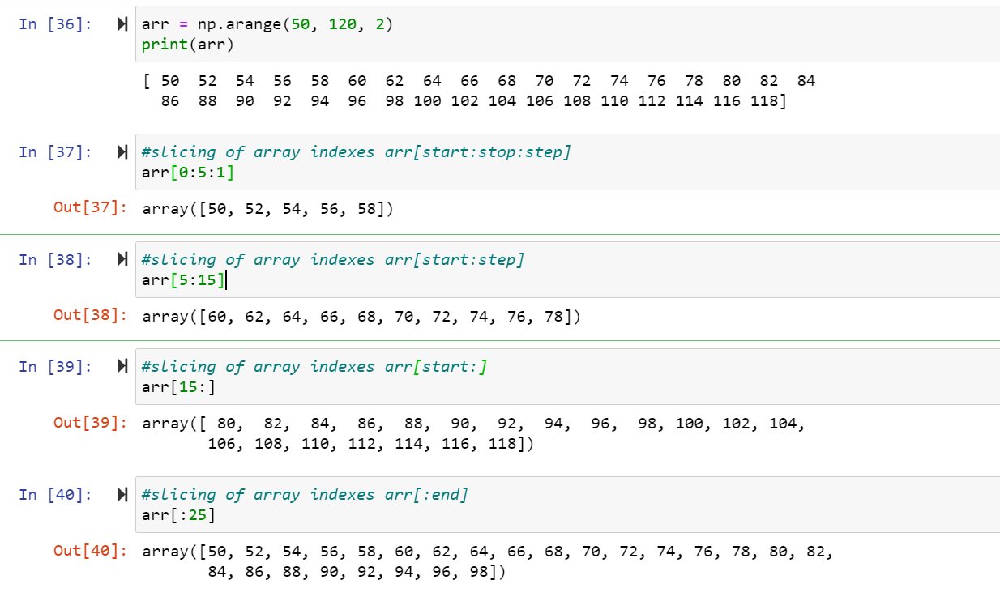 In [36]: arr = np.arange(50, 120, 2)
print(arr)
[ 50  52  54  56  58  60  62  64  66  68  70  72  74  76  78  80  82  84
  86  88  90  92  94  96  98 100 102 104 106 108 110 112 114 116 118]
In [37]: #slicing of array indexes arr[start:stop:step]
arr[0:5:1]
Out[37]: array([50, 52, 54, 56, 58])
In [38]: #slicing of array indexes arr[start:step]
arr[5:15]
Out[38]: array([60, 62, 64, 66, 68, 70, 72, 74, 76, 78])
In [39]: #slicing of array indexes arr[start:]
arr[15:]
Out[39]: array([ 80,  82,  84,  86,  88,  90,  92,  94,  96,  98, 100, 102, 104,
       106, 108, 110, 112, 114, 116, 118])
In [40]: #slicing of array indexes arr[:end]
arr[:25]
Out[40]: array([50, 52, 54, 56, 58, 60, 62, 64, 66, 68, 70, 72, 74, 76, 78, 80, 82,
       84, 86, 88, 90, 92, 94, 96, 98])